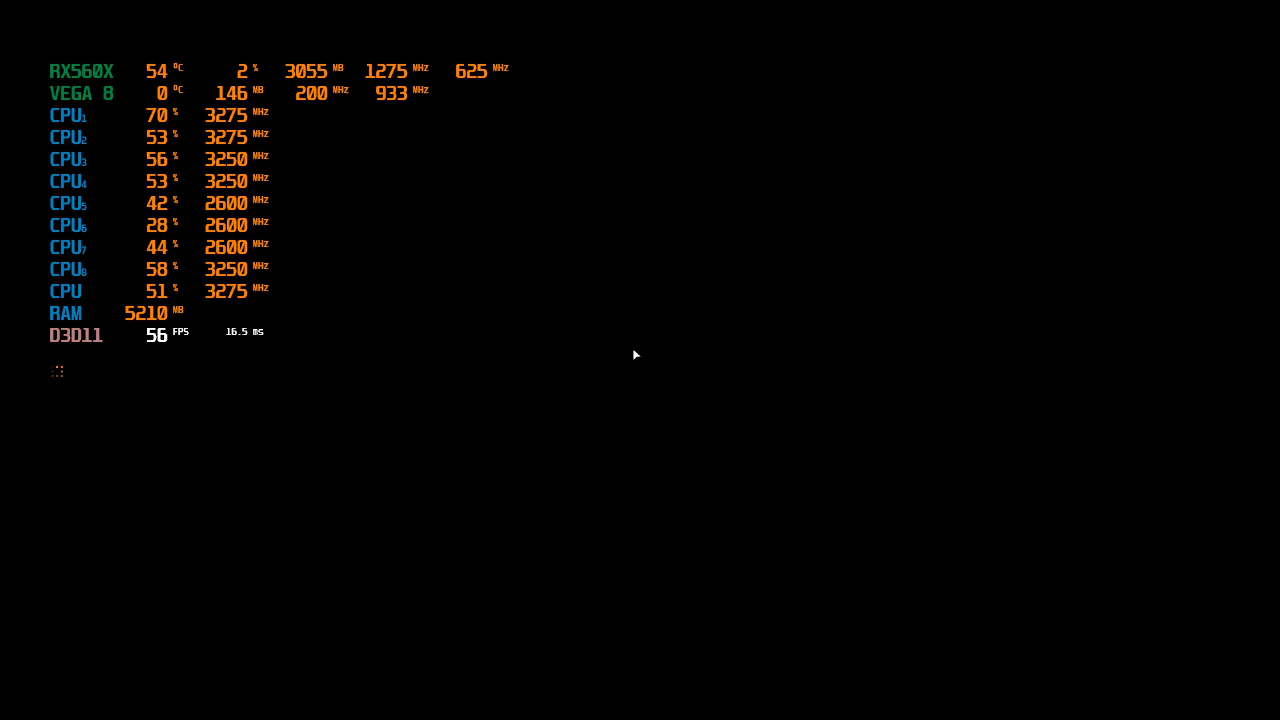 RX560X 54 °C 2 % 3055 MB 1275 MHz 625 MHz
VEGA 8 0 °C 146 MB 200 MHz 933 MHz
CPU1 70 % 3275 MHz
CPU2 53 % 3275 MHz
CPU3 56 % 3250 MHz
CPU4 53 % 3250 MHz
CPU5 42 % 2600 MHz
CPU6 28 % 2600 MHz
CPU7 44 % 2600 MHz
CPU8 58 % 3250 MHz
CPU 51 % 3275 MHz
RAM 5210 MB
D3D11 56 FPS 16.5 ms